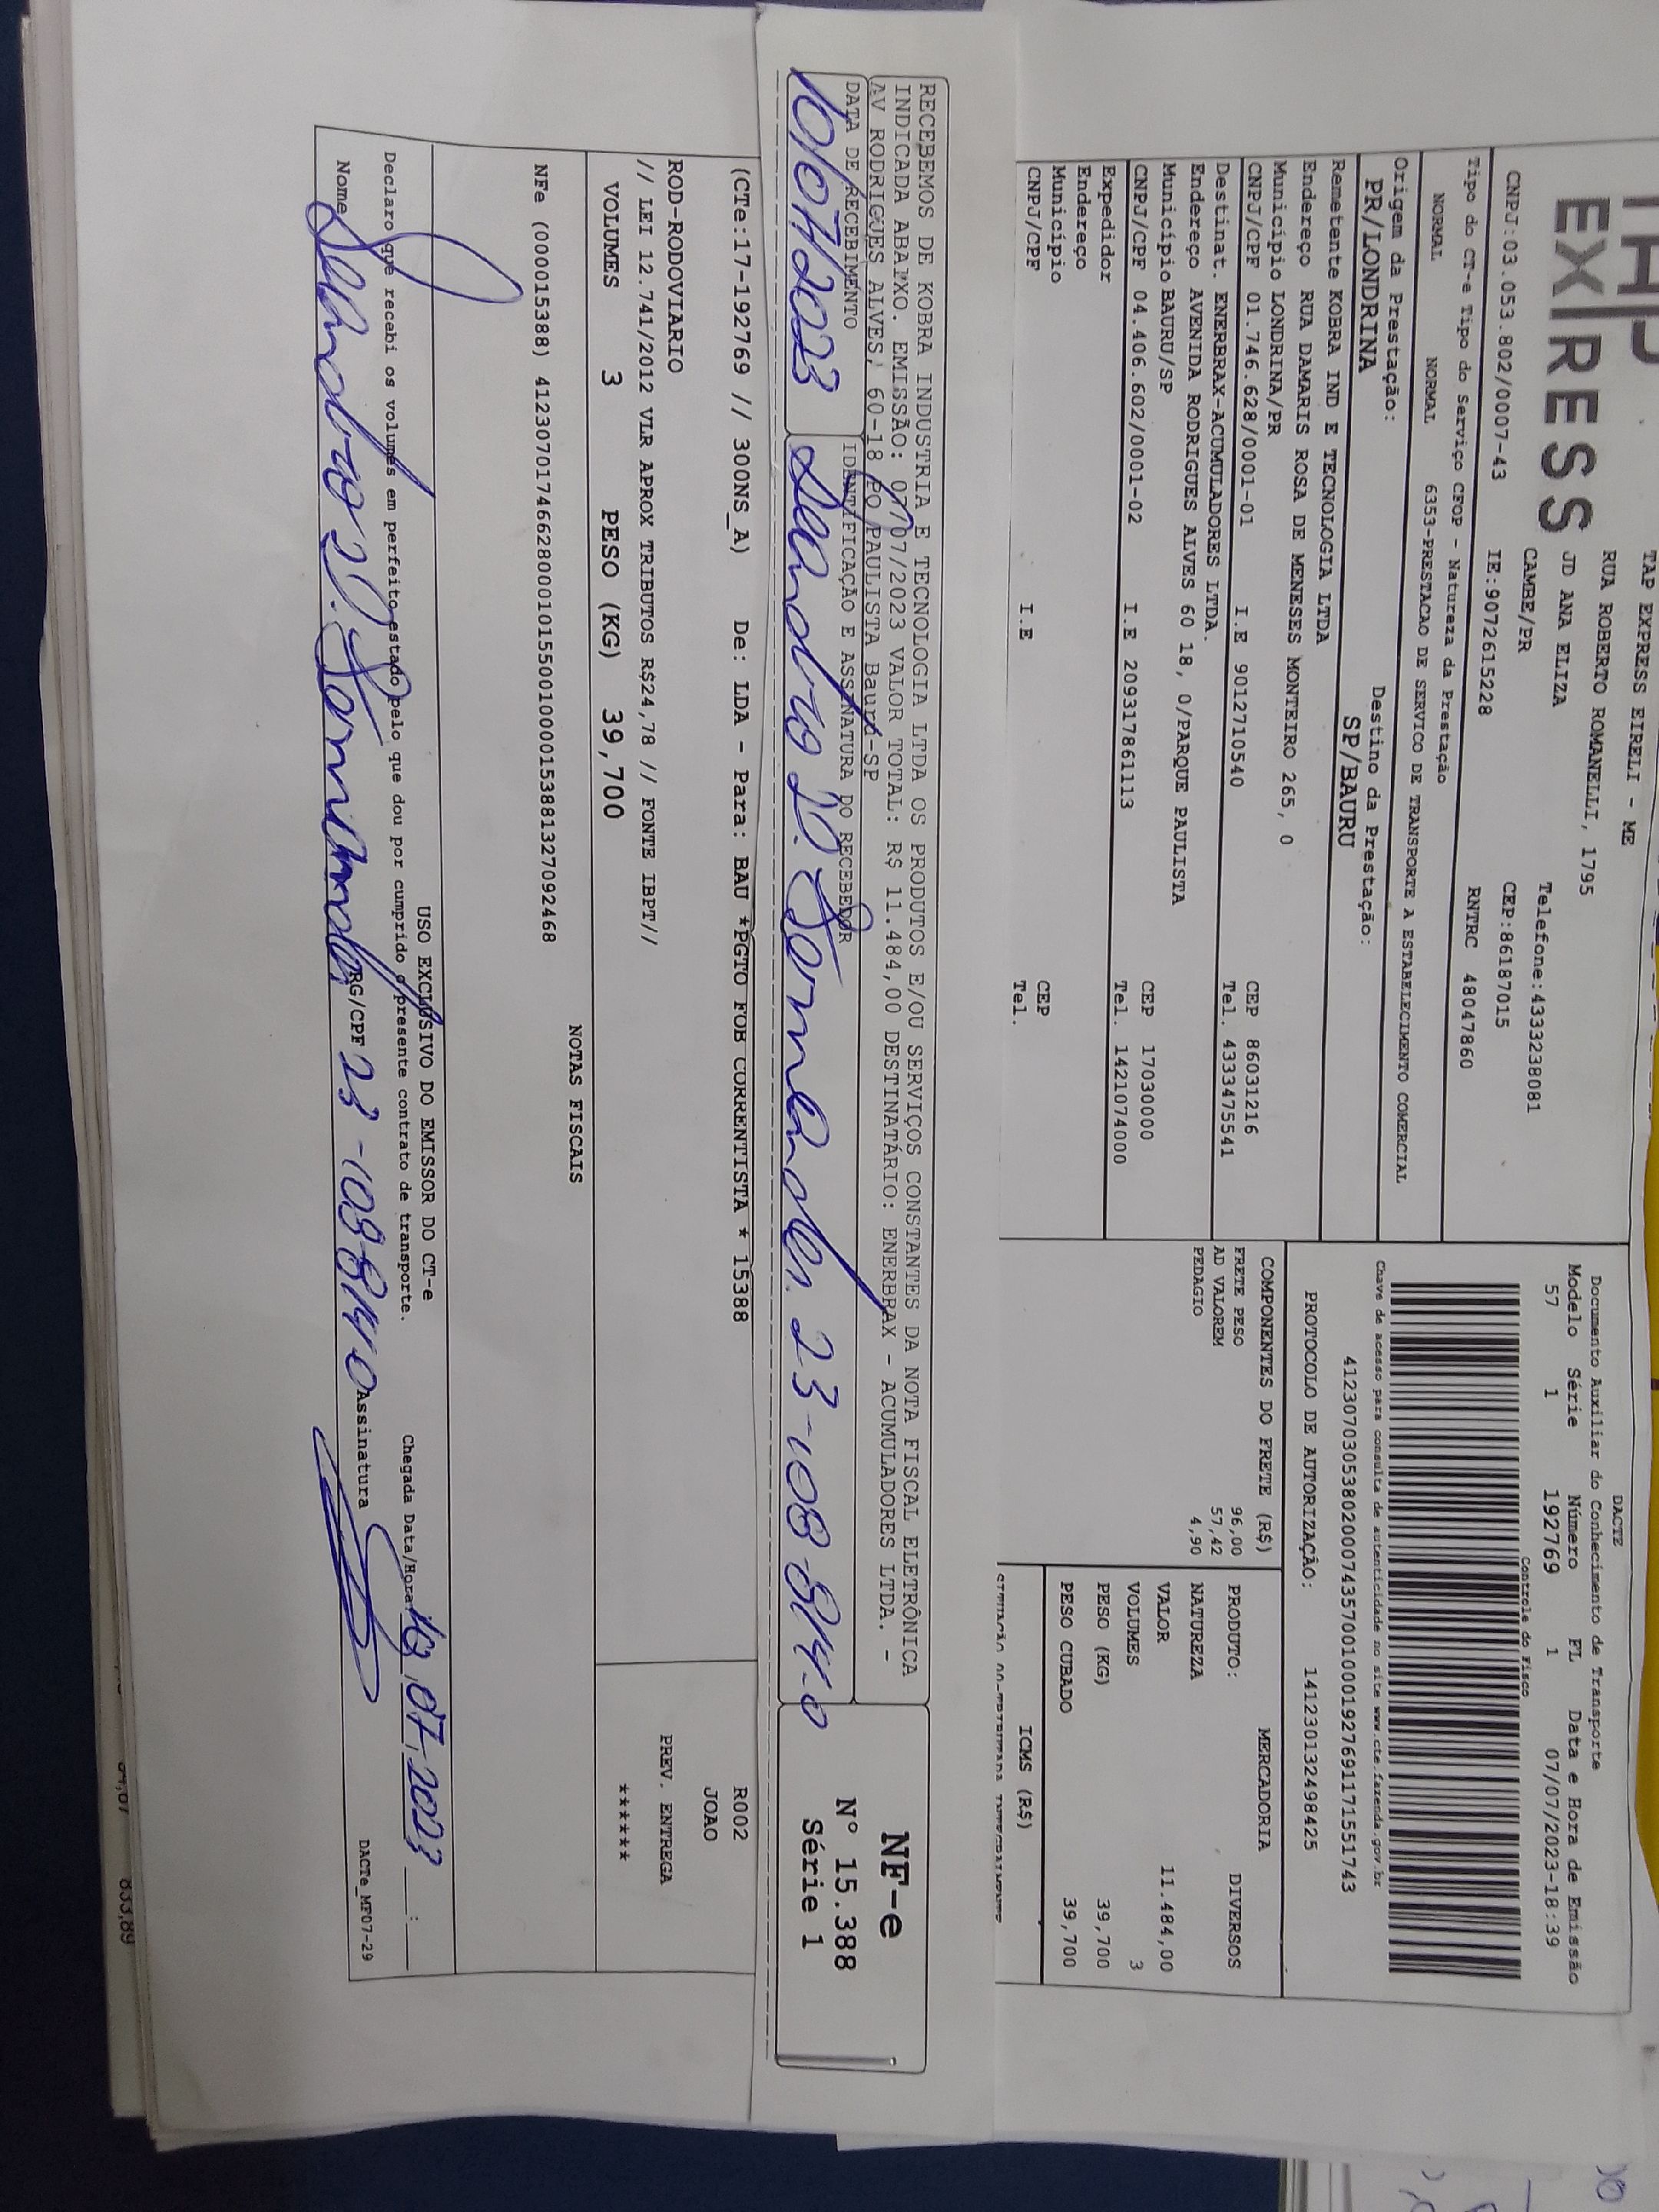 TAP EXPRESS EIRELI - ME
EXPRESS
RUA ROBERTO ROMANELLI, 1795
JD ANA ELIZA
CAMBE/PR
Telefone:4333238081
CEP:86187015
CNPJ:03.053.802/0007-43
IE:9072615228
RNTRC 48047860
Tipo do CT-e Tipo do Serviço CFOP - Natureza da Prestação
NORMAL NORMAL 6353-PRESTACAO DE SERVICO DE TRANSPORTE A ESTABELECIMENTO COMERCIAL
Origem da Prestação:
PR/LONDRINA
Destino da Prestação:
SP/BAURU
Remetente KOBRA IND E TECNOLOGIA LTDA
Endereço RUA DAMARIS ROSA DE MENESES MONTEIRO 265, 0
Municipio LONDRINA/PR CEP 86031216
CNPJ/CPF 01.746.628/0001-01 I.E 9012710540 Tel. 4333475541
Destinat. ENERBRAX-ACUMULADORES LTDA.
Endereço AVENIDA RODRIGUES ALVES 60 18, 0/PARQUE PAULISTA
Municipio BAURU/SP CEP 17030000
CNPJ/CPF 04.406.602/0001-02 I.E 209317861113 Tel. 1421074000
Expedidor
Endereço
Municipio CEP
CNPJ/CPF I.E Tel.
DACTE
Documento Auxiliar do Conhecimento de Transporte
Modelo Série Número FL Data e Hora de Emissão
57 1 192769 1 07/07/2023-18:39
Controle do Fisco
Chave de acesso para consulta de autenticidade no site www.cte.fazenda.gov.br
41230703053802000743570010001927691171551743
PROTOCOLO DE AUTORIZAÇÃO: 141230132498425
COMPONENTES DO FRETE (R$)
FRETE PESO 96,00
AD VALOREM 57,42
PEDAGIO 4,90
MERCADORIA
PRODUTO: DIVERSOS
NATUREZA
VALOR 11.484,00
VOLUMES 3
PESO (KG) 39,700
PESO CUBADO 39,700
ICMS (R$)
RECEBEMOS DE KOBRA INDUSTRIA E TECNOLOGIA LTDA OS PRODUTOS E/OU SERVIÇOS CONSTANTES DA NOTA FISCAL ELETRÔNICA
INDICADA ABAIXO. EMISSÃO: 07/07/2023 VALOR TOTAL: R$ 11.484,00 DESTINATÁRIO: ENERBRAX - ACUMULADORES LTDA. -
AV RODRIGUES ALVES, 60-18 PQ PAULISTA Bauru-SP
DATA DE RECEBIMENTO
IDENTIFICAÇÃO E ASSINATURA DO RECEBEDOR
10/07/2023
23-108-814-0
NF-e
Nº 15.388
Série 1
(CTe:17-192769 // 300NS_A) De: LDA - Para: BAU *PGTO FOB CORRENTISTA * 15388
R002
JOAO
ROD-RODOVIARIO
// LEI 12.741/2012 VLR APROX TRIBUTOS R$24,78 // FONTE IBPT//
VOLUMES 3 PESO (KG) 39,700
PREV. ENTREGA
******
NOTAS FISCAIS
NFe (000015388) 41230701746628000101550010000153881327092468
USO EXCLUSIVO DO EMISSOR DO CT-e
Declaro que recebi os volumes em perfeito estado pelo que dou por cumprido o presente contrato de transporte.
Chegada Data/Hora 10/07/2023 __:__
Nome
RG/CPF 23-108-814-0
Assinatura
DACTe_MF07-29
833,89